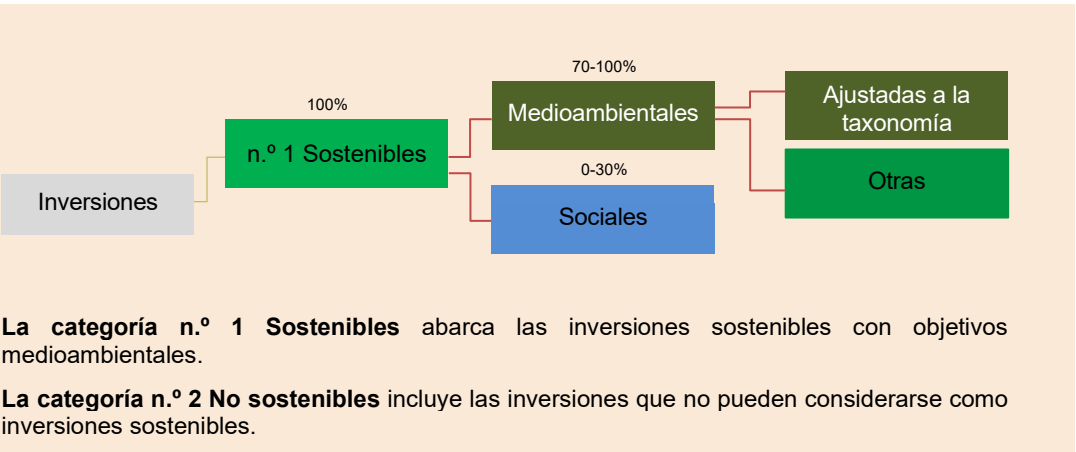 70-100%
Medioambientales
Ajustadas a la
taxonomía
100%
n.º 1 Sostenibles
0-30%
Otras
Inversiones
Sociales
La categoría n.º 1 Sostenibles abarca las inversiones sostenibles con objetivos
medioambientales.
La categoría n.º 2 No sostenibles incluye las inversiones que no pueden considerarse como
inversiones sostenibles.